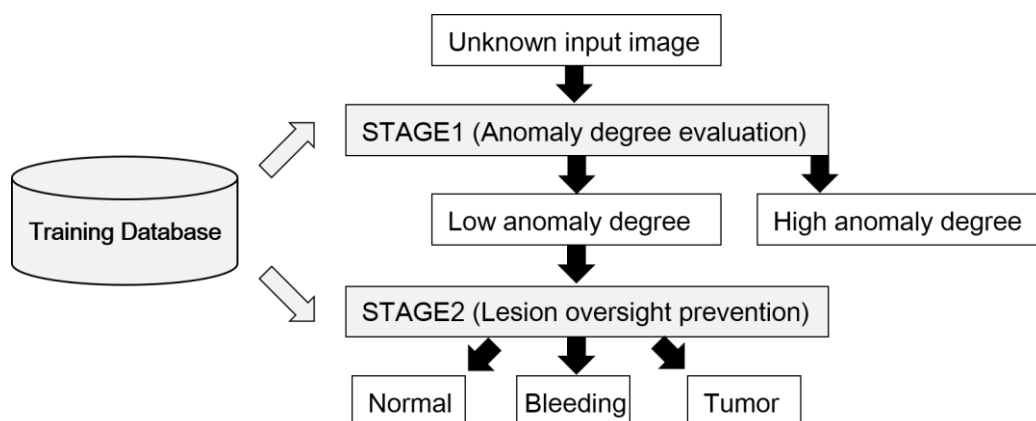 Unknown input image
STAGE1 (Anomaly degree evaluation)
Training Database
Low anomaly degree
High anomaly degree
STAGE2 (Lesion oversight prevention)
Normal
Bleeding
Tumor